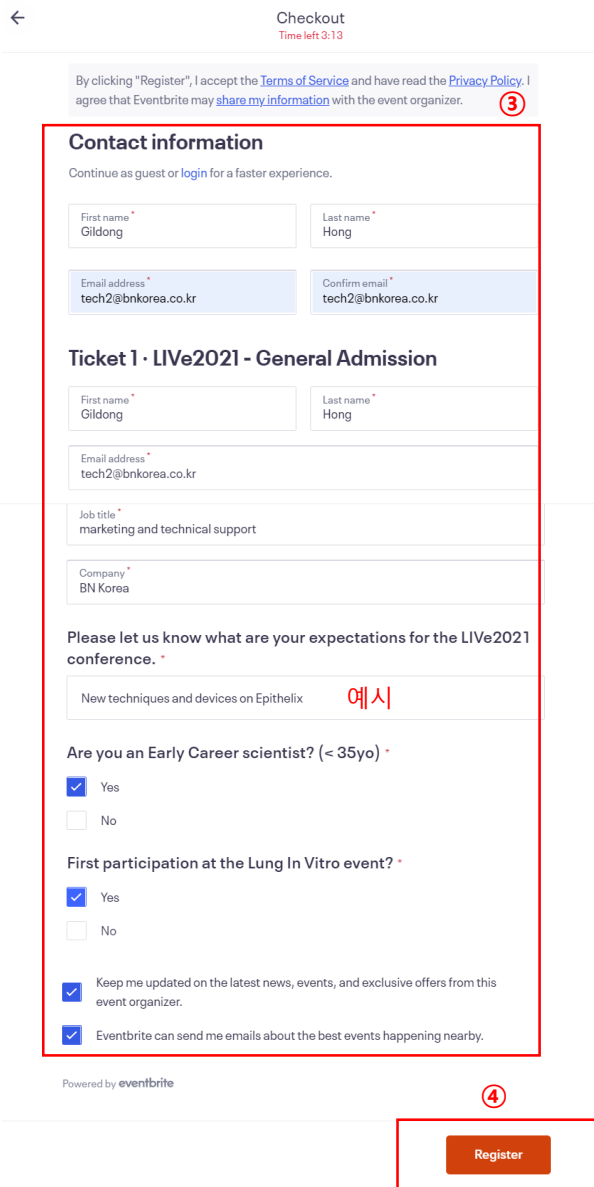 Checkout
Time left 3:13
By clicking "Register", I accept the Terms of Service and have read the Privacy Policy. I
agree that Eventbrite may share my information with the event organizer.
③
Contact information
Continue as guest or login for a faster experience.
First name *
Gildong
Last name *
Hong
Email address *
tech2@bnkorea.co.kr
Confirm email *
tech2@bnkorea.co.kr
Ticket 1 · LIVe2021 - General Admission
First name *
Gildong
Last name *
Hong
Email address *
tech2@bnkorea.co.kr
Job title *
marketing and technical support
Company *
BN Korea
Please let us know what are your expectations for the LIVe2021
conference. *
New techniques and devices on Epithelix
예시
Are you an Early Career scientist? (< 35yo) *
Yes
No
First participation at the Lung In Vitro event? *
Yes
No
Keep me updated on the latest news, events, and exclusive offers from this
event organizer.
Eventbrite can send me emails about the best events happening nearby.
Powered by eventbrite
④
Register